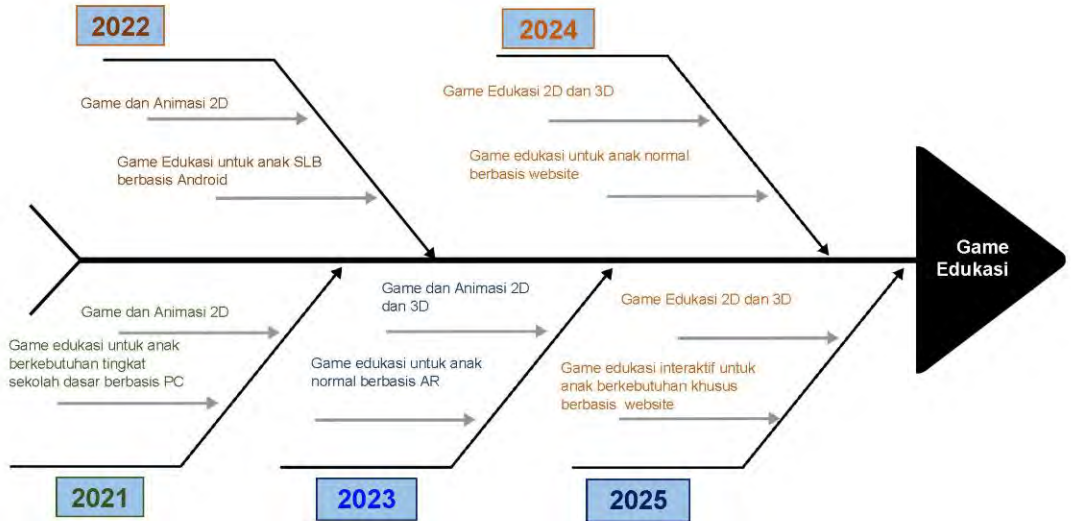 2022
Game dan Animasi 2D
Game Edukasi untuk anak SLB
berbasis Android
2024
Game Edukasi 2D dan 3D
Game edukasi untuk anak normal
berbasis website
Game
Edukasi
Game dan Animasi 2D
Game edukasi untuk anak
berkebutuhan tingkat
sekolah dasar berbasis PC
2021
Game dan Animasi 2D
dan 3D
Game edukasi untuk anak
normal berbasis AR
2023
Game Edukasi 2D dan 3D
Game edukasi interaktif untuk
anak berkebutuhan khusus
berbasis website
2025